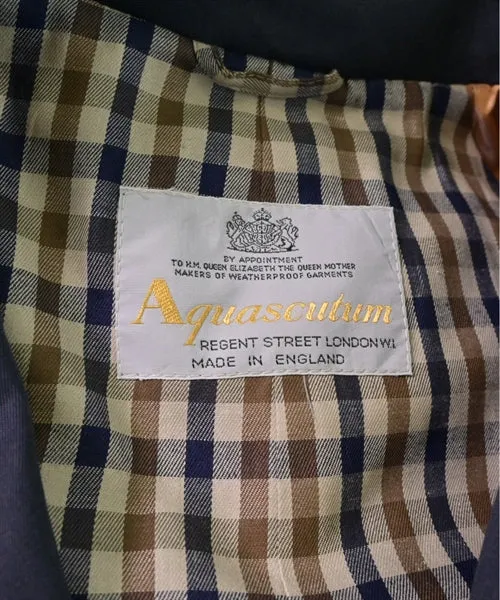 BY APPOINTMENT
TO H.M. QUEEN ELIZABETH THE QUEEN MOTHER
MAKERS OF WEATHERPROOF GARMENTS
Aquascutum
REGENT STREET LONDON W.1
MADE IN ENGLAND